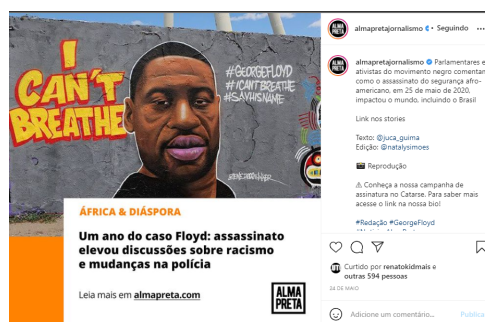 I
CAN'T
BREATHE
#GEORGEFLOYD
#ICANTBREATHE
#SAYHISNAME
ÁFRICA & DIÁSPORA
Um ano do caso Floyd: assassinato
elevou discussões sobre racismo
e mudanças na polícia
Leia mais em almapreta.com
ALMA
PRETA
almapretajornalismo • Seguindo ...
almapretajornalismo Parlamentares e
ativistas do movimento negro comentam
como o assassinato do segurança afro-
americano, em 25 de maio de 2020,
impactou o mundo, incluindo o Brasil
Link nos stories
Texto: @juca_guima
Edição: @natalysimoes
📷 Reprodução
⚠ Conheça a nossa campanha de
assinatura no Catarse. Para saber mais
acesse o link na nossa bio!
#Redação #GeorgeFloyd
Curtido por renatokidmais e
outras 594 pessoas
24 DE MAIO
Adicione um comentário... Publicar